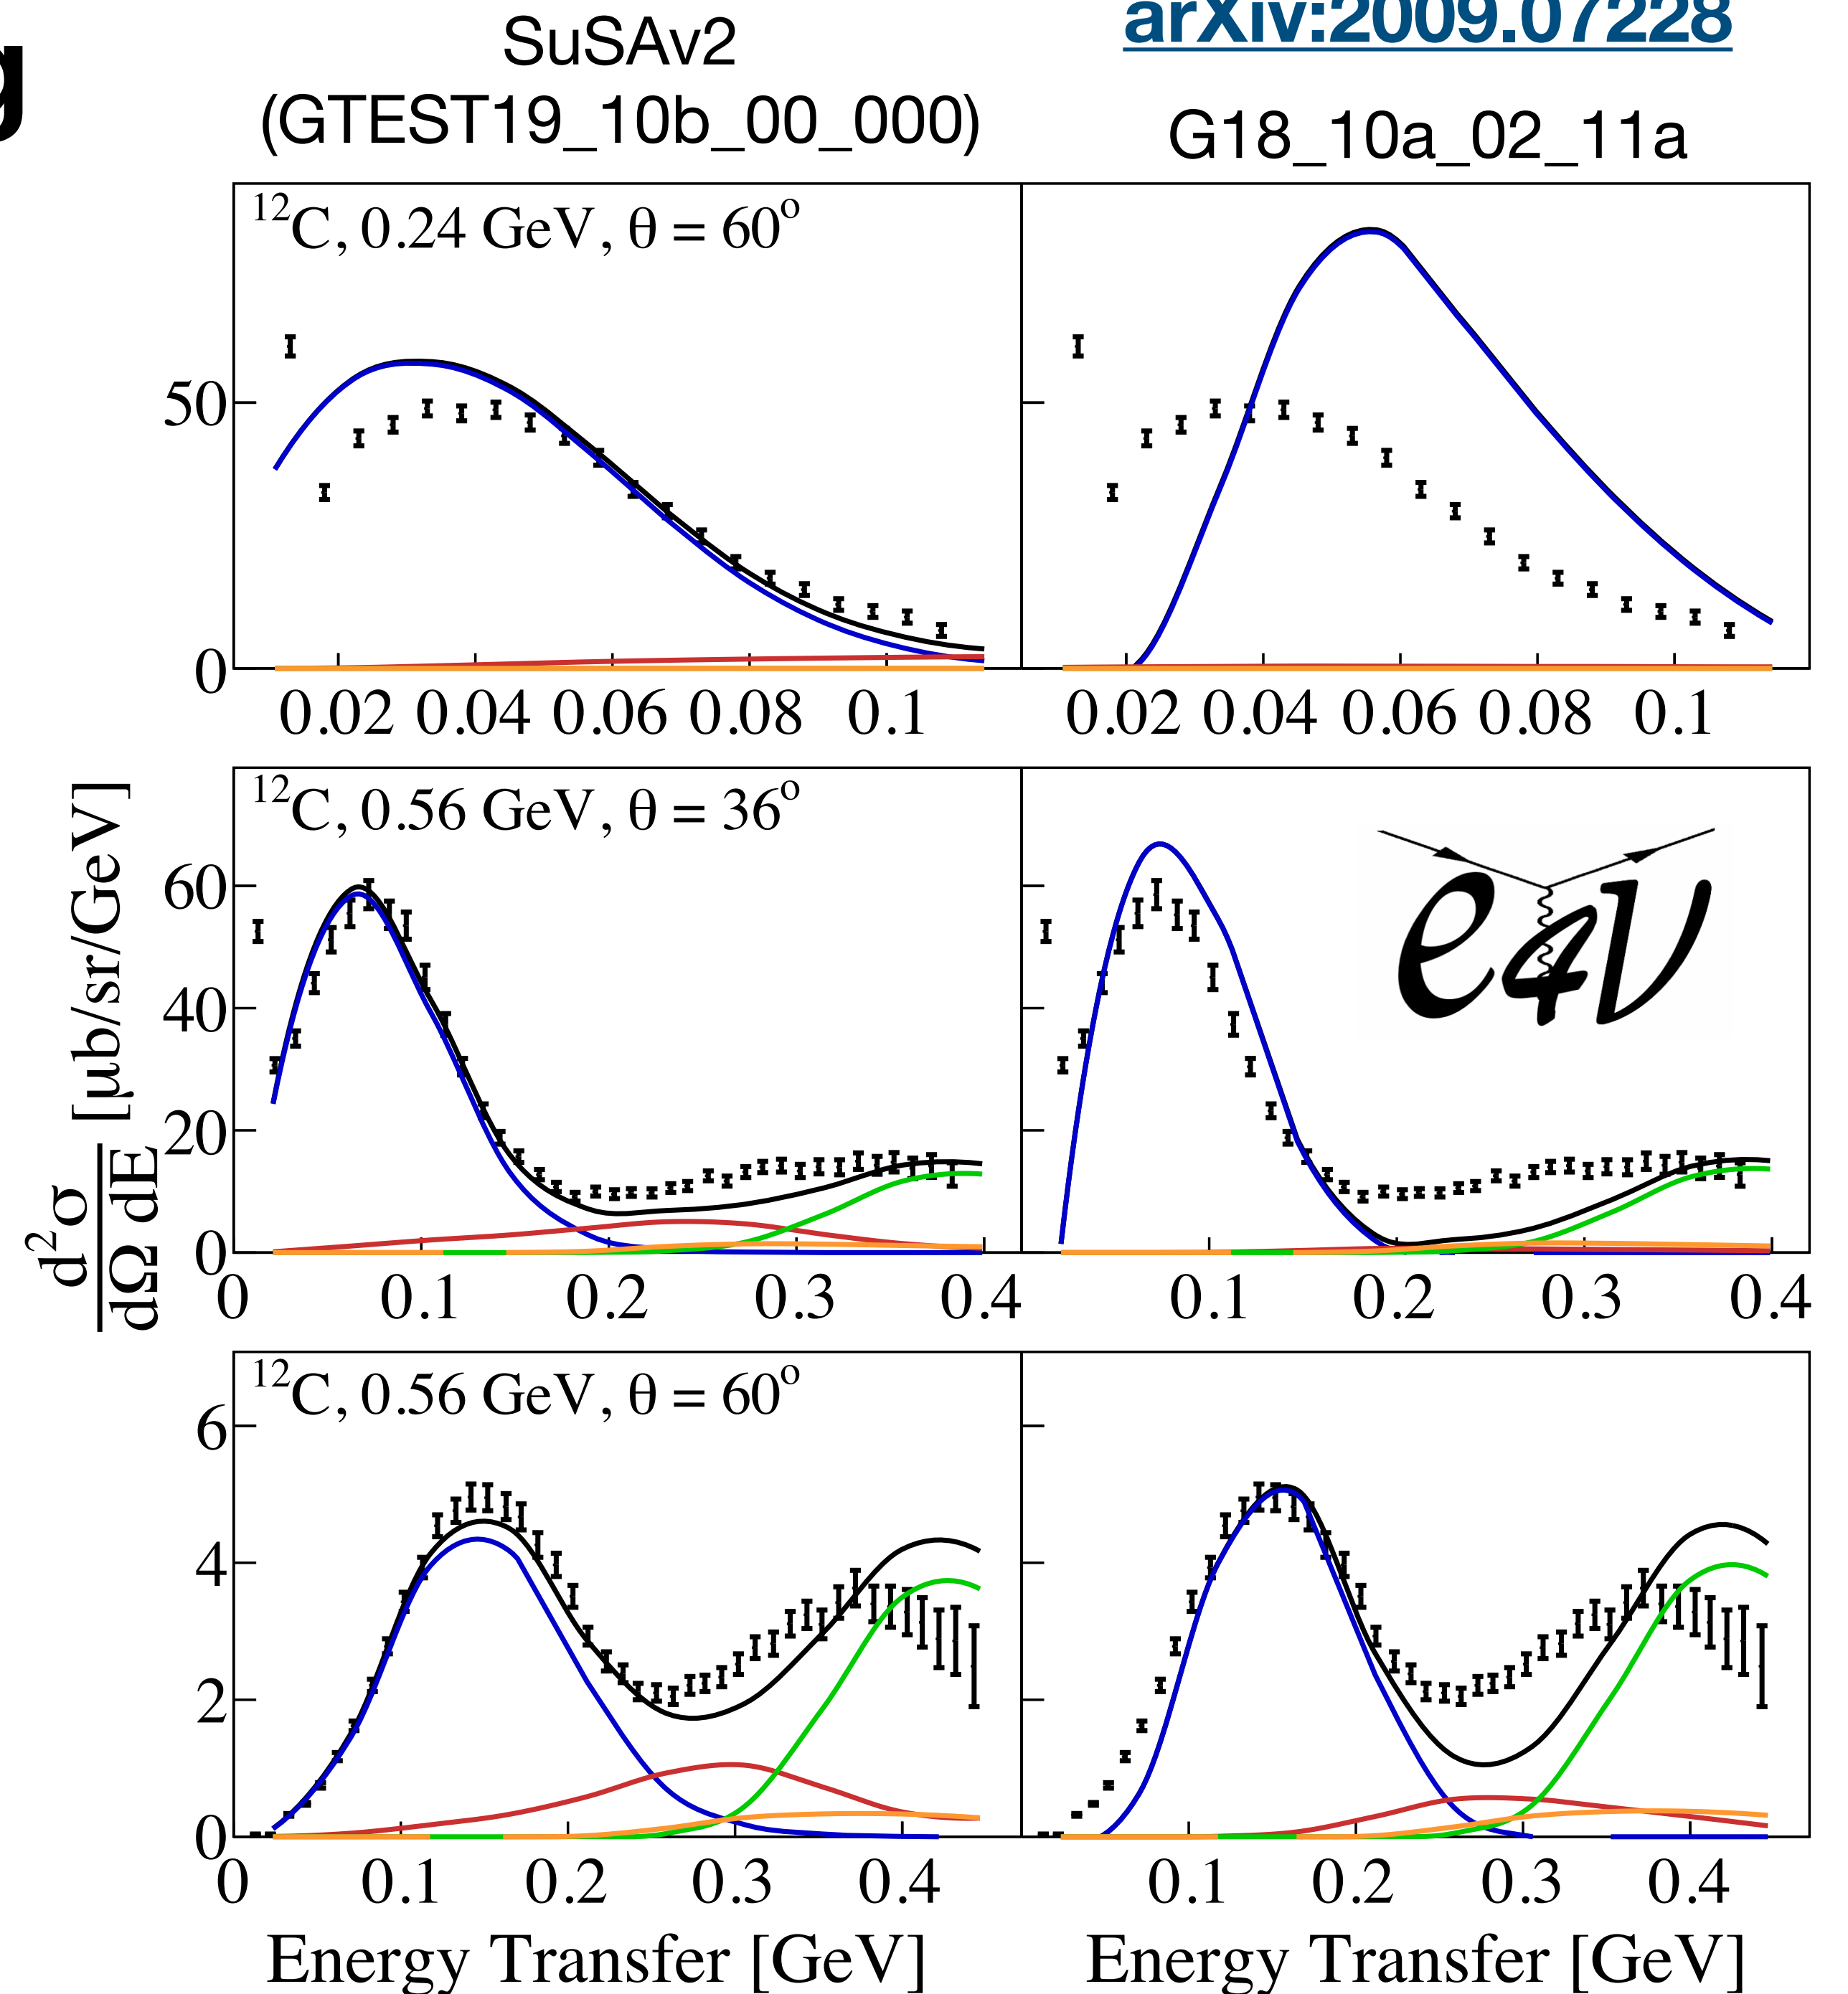 g
SuSAv2
(GTEST19_10b_00_000)
arXiv:2009.07228
G18_10a_02_11a
¹²C, 0.24 GeV, θ = 60º
50
0
0.02 0.04 0.06 0.08 0.1
0.02 0.04 0.06 0.08 0.1
d²σ
dΩ dE
[μb/sr/GeV]
¹²C, 0.56 GeV, θ = 36º
e4ν
60
40
20
0
0 0.1 0.2 0.3 0.4
0.1 0.2 0.3 0.4
¹²C, 0.56 GeV, θ = 60º
6
4
2
0
0 0.1 0.2 0.3 0.4
0.1 0.2 0.3 0.4
Energy Transfer [GeV]
Energy Transfer [GeV]